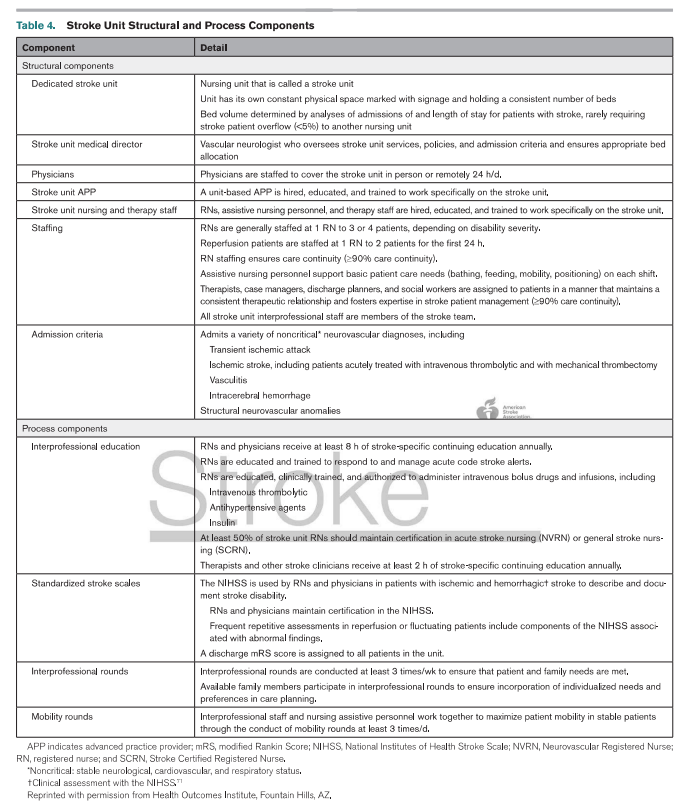 Table 4. Stroke Unit Structural and Process Components
Component Detail
Structural components
Dedicated stroke unit Nursing unit that is called a stroke unit
Unit has its own constant physical space marked with signage and holding a consistent number of beds
Bed volume determined by analyses of admissions of and length of stay for patients with stroke, rarely requiring
stroke patient overflow (<5%) to another nursing unit
Stroke unit medical director Vascular neurologist who oversees stroke unit services, policies, and admission criteria and ensures appropriate bed
allocation
Physicians Physicians are staffed to cover the stroke unit in person or remotely 24 h/d.
Stroke unit APP A unit-based APP is hired, educated, and trained to work specifically on the stroke unit.
Stroke unit nursing and therapy staff RNs, assistive nursing personnel, and therapy staff are hired, educated, and trained to work specifically on the stroke unit.
Staffing RNs are generally staffed at 1 RN to 3 or 4 patients, depending on disability severity.
Reperfusion patients are staffed at 1 RN to 2 patients for the first 24 h.
RN staffing ensures care continuity (≥90% care continuity).
Assistive nursing personnel support basic patient care needs (bathing, feeding, mobility, positioning) on each shift.
Therapists, case managers, discharge planners, and social workers are assigned to patients in a manner that maintains a
consistent therapeutic relationship and fosters expertise in stroke patient management (≥90% care continuity).
All stroke unit interprofessional staff are members of the stroke team.
Admission criteria Admits a variety of noncritical* neurovascular diagnoses, including
Transient ischemic attack
Ischemic stroke, including patients acutely treated with intravenous thrombolytic and with mechanical thrombectomy
Vasculitis
Intracerebral hemorrhage
Structural neurovascular anomalies
American
Stroke
Association
Process components
Interprofessional education RNs and physicians receive at least 8 h of stroke-specific continuing education annually.
RNs are educated and trained to respond to and manage acute code stroke alerts.
RNs are educated, clinically trained, and authorized to administer intravenous bolus drugs and infusions, including
Intravenous thrombolytic
Antihypertensive agents
Insulin
Stroke
At least 50% of stroke unit RNs should maintain certification in acute stroke nursing (NVRN) or general stroke nurs-
ing (SCRN).
Therapists and other stroke clinicians receive at least 2 h of stroke-specific continuing education annually.
Standardized stroke scales The NIHSS is used by RNs and physicians in patients with ischemic and hemorrhagic† stroke to describe and docu-
ment stroke disability.
RNs and physicians maintain certification in the NIHSS.
Frequent repetitive assessments in reperfusion or fluctuating patients include components of the NIHSS associ-
ated with abnormal findings.
A discharge mRS score is assigned to all patients in the unit.
Interprofessional rounds Interprofessional rounds are conducted at least 3 times/wk to ensure that patient and family needs are met.
Available family members participate in interprofessional rounds to ensure incorporation of individualized needs and
preferences in care planning.
Mobility rounds Interprofessional staff and nursing assistive personnel work together to maximize patient mobility in stable patients
through the conduct of mobility rounds at least 3 times/d.
APP indicates advanced practice provider; mRS, modified Rankin Score; NIHSS, National Institutes of Health Stroke Scale; NVRN, Neurovascular Registered Nurse;
RN, registered nurse; and SCRN, Stroke Certified Registered Nurse.
*Noncritical: stable neurological, cardiovascular, and respiratory status.
†Clinical assessment with the NIHSS.⁷⁷
Reprinted with permission from Health Outcomes Institute, Fountain Hills, AZ.